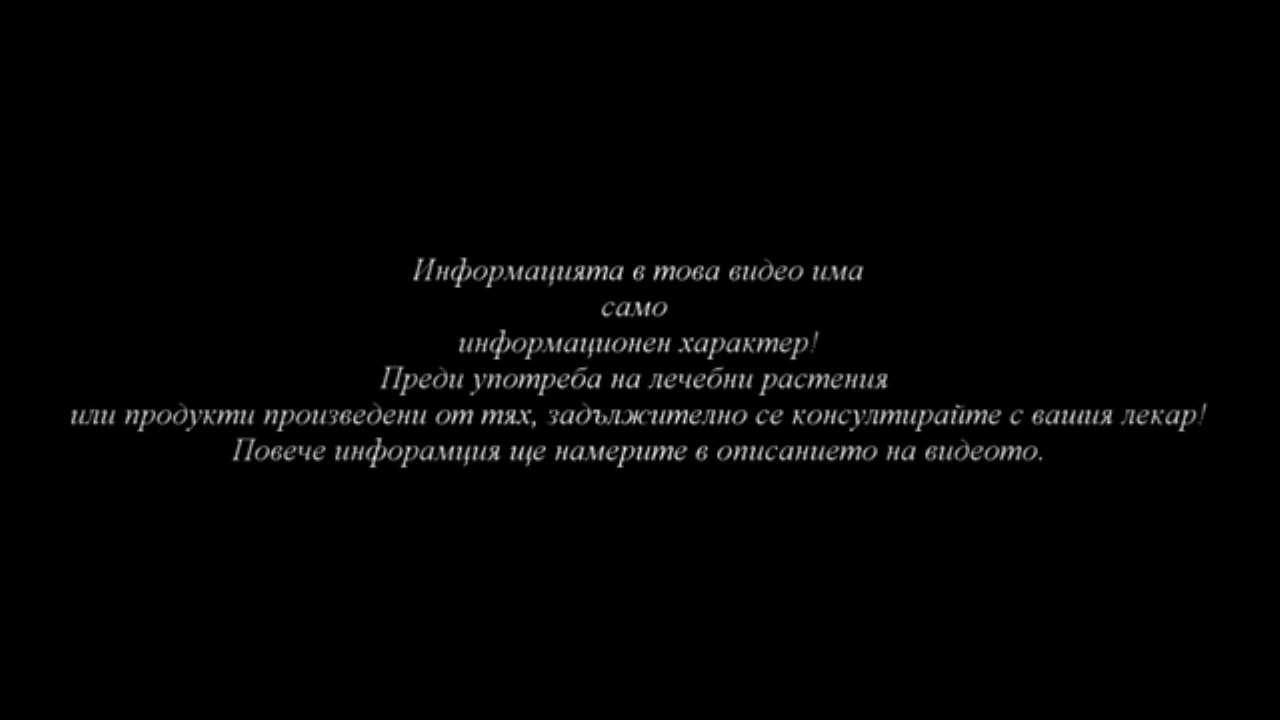 Информацията в това видео има
само
информационен характер!
Преди употреба на лечебни растения
или продукти произведени от тях, задължително се консултирайте с вашия лекар!
Повече инфорамция ще намерите в описанието на видеото.